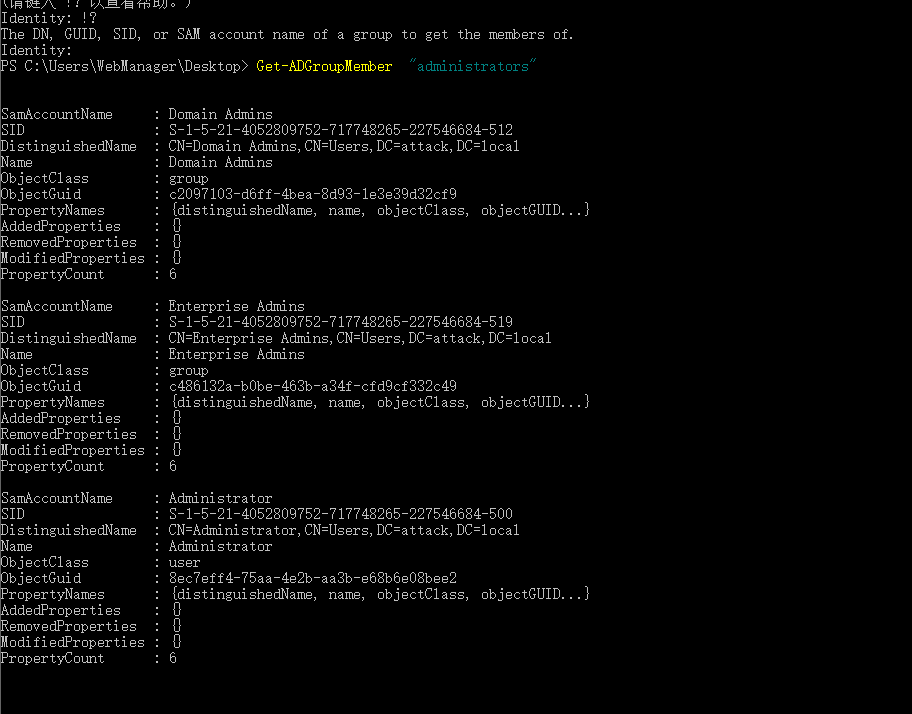 (请键入 !? 以查看帮助。)
Identity: !?
The DN, GUID, SID, or SAM account name of a group to get the members of.
Identity:
PS C:\Users\WebManager\Desktop> Get-ADGroupMember  "administrators"
SamAccountName     : Domain Admins
SID                : S-1-5-21-4052809752-717748265-227546684-512
DistinguishedName  : CN=Domain Admins,CN=Users,DC=attack,DC=local
Name               : Domain Admins
ObjectClass        : group
ObjectGuid         : c2097103-d6ff-4bea-8d93-1e3e39d32cf9
PropertyNames      : {distinguishedName, name, objectClass, objectGUID...}
AddedProperties    : {}
RemovedProperties  : {}
ModifiedProperties : {}
PropertyCount      : 6
SamAccountName     : Enterprise Admins
SID                : S-1-5-21-4052809752-717748265-227546684-519
DistinguishedName  : CN=Enterprise Admins,CN=Users,DC=attack,DC=local
Name               : Enterprise Admins
ObjectClass        : group
ObjectGuid         : c486132a-b0be-463b-a34f-cfd9cf332c49
PropertyNames      : {distinguishedName, name, objectClass, objectGUID...}
AddedProperties    : {}
RemovedProperties  : {}
ModifiedProperties : {}
PropertyCount      : 6
SamAccountName     : Administrator
SID                : S-1-5-21-4052809752-717748265-227546684-500
DistinguishedName  : CN=Administrator,CN=Users,DC=attack,DC=local
Name               : Administrator
ObjectClass        : user
ObjectGuid         : 8ec7eff4-75aa-4e2b-aa3b-e68b6e08bee2
PropertyNames      : {distinguishedName, name, objectClass, objectGUID...}
AddedProperties    : {}
RemovedProperties  : {}
ModifiedProperties : {}
PropertyCount      : 6